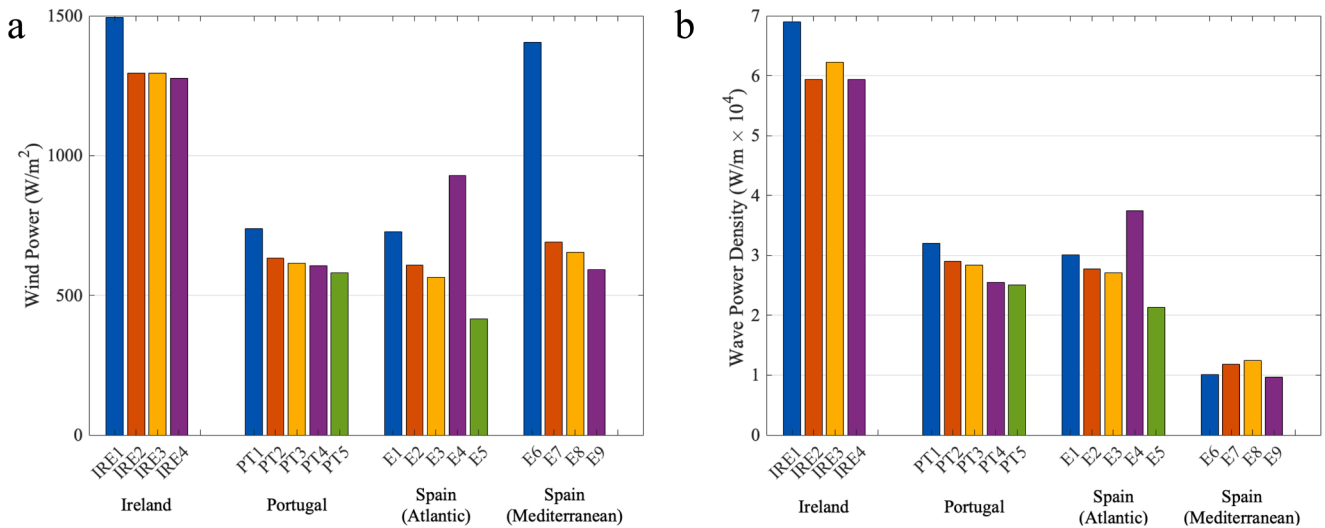 a
Wind Power (W/m²)
1500
1000
500
0
IRE1 IRE2 IRE3 IRE4 PT1 PT2 PT3 PT4 PT5 E1 E2 E3 E4 E5 E6 E7 E8 E9
Ireland Portugal Spain (Atlantic) Spain (Mediterranean)
b
Wave Power Density (W/m × 10⁴)
7
6
5
4
3
2
1
0
IRE1 IRE2 IRE3 IRE4 PT1 PT2 PT3 PT4 PT5 E1 E2 E3 E4 E5 E6 E7 E8 E9
Ireland Portugal Spain (Atlantic) Spain (Mediterranean)